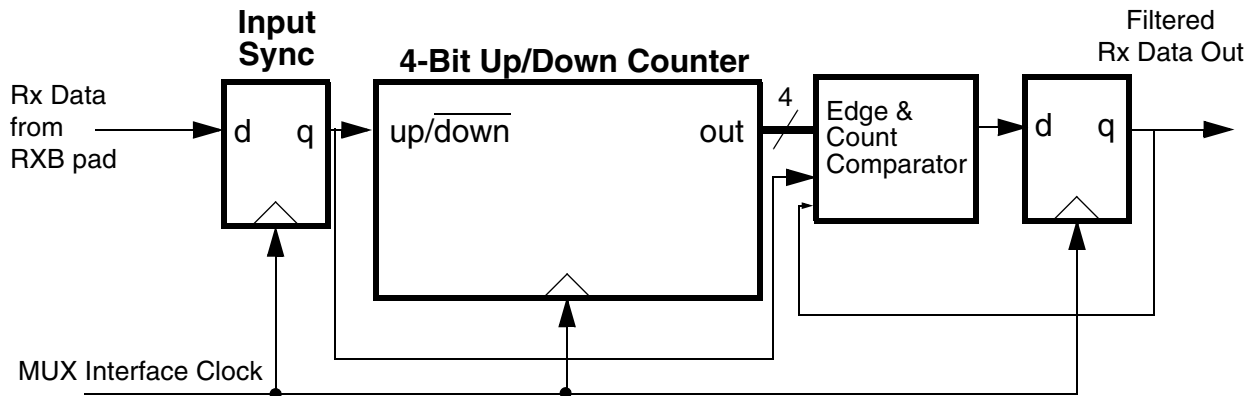 Input
Sync
4-Bit Up/Down Counter
Filtered
Rx Data Out
Rx Data
from
RXB pad
d q
up/down
out
4
Edge &
Count
Comparator
d q
MUX Interface Clock